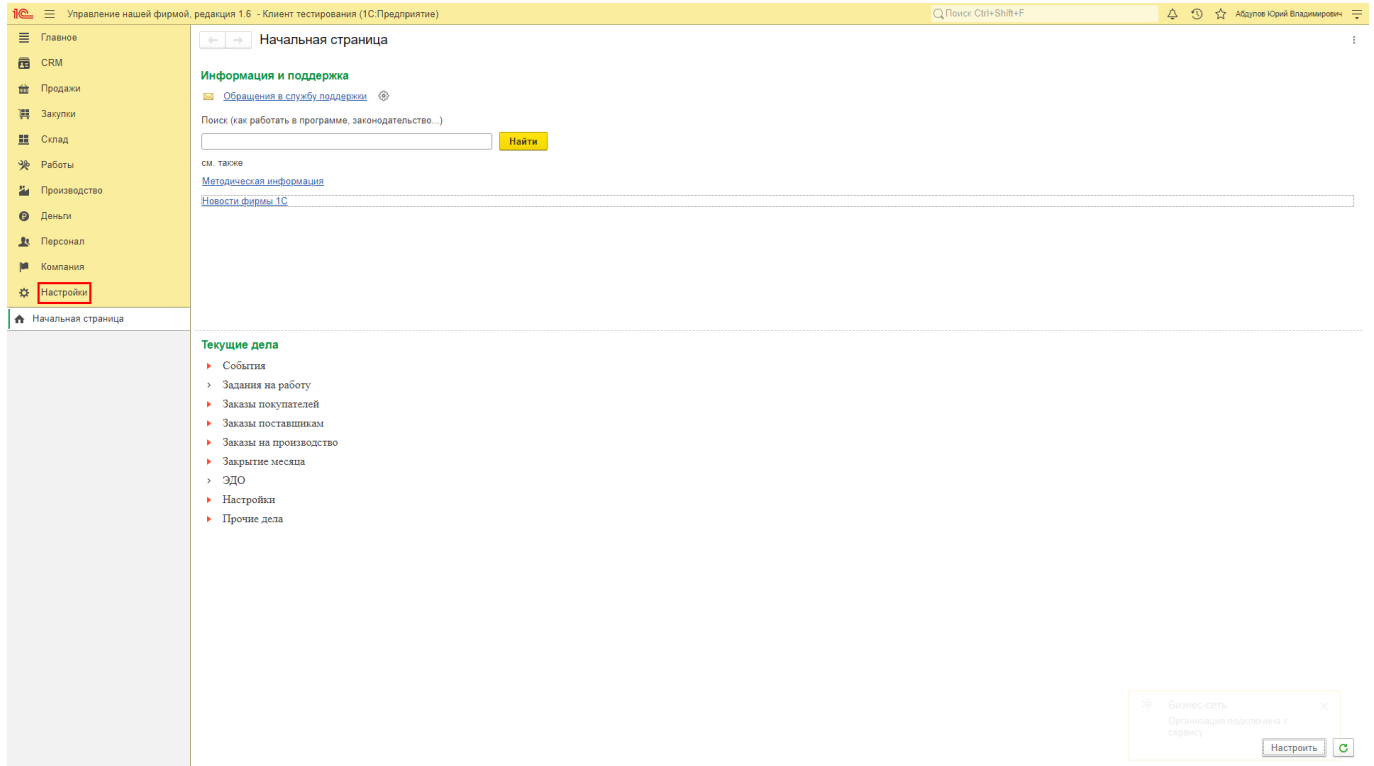 1С Управление нашей фирмой, редакция 1.6 - Клиент тестирования (1С:Предприятие) Поиск Ctrl+Shift+F Абдулов Юрий Владимирович
Главное
CRM
Продажи
Закупки
Склад
Работы
Производство
Деньги
Персонал
Компания
Настройки
Начальная страница
Начальная страница
Информация и поддержка
Обращения в службу поддержки
Поиск (как работать в программе, законодательство...)
Найти
см. также
Методическая информация
Новости фирмы 1С
Текущие дела
События
Задания на работу
Заказы покупателей
Заказы поставщикам
Заказы на производство
Закрытие месяца
ЭДО
Настройки
Прочие дела
Бизнес-сеть
Организация подключена к
сервису
Настроить